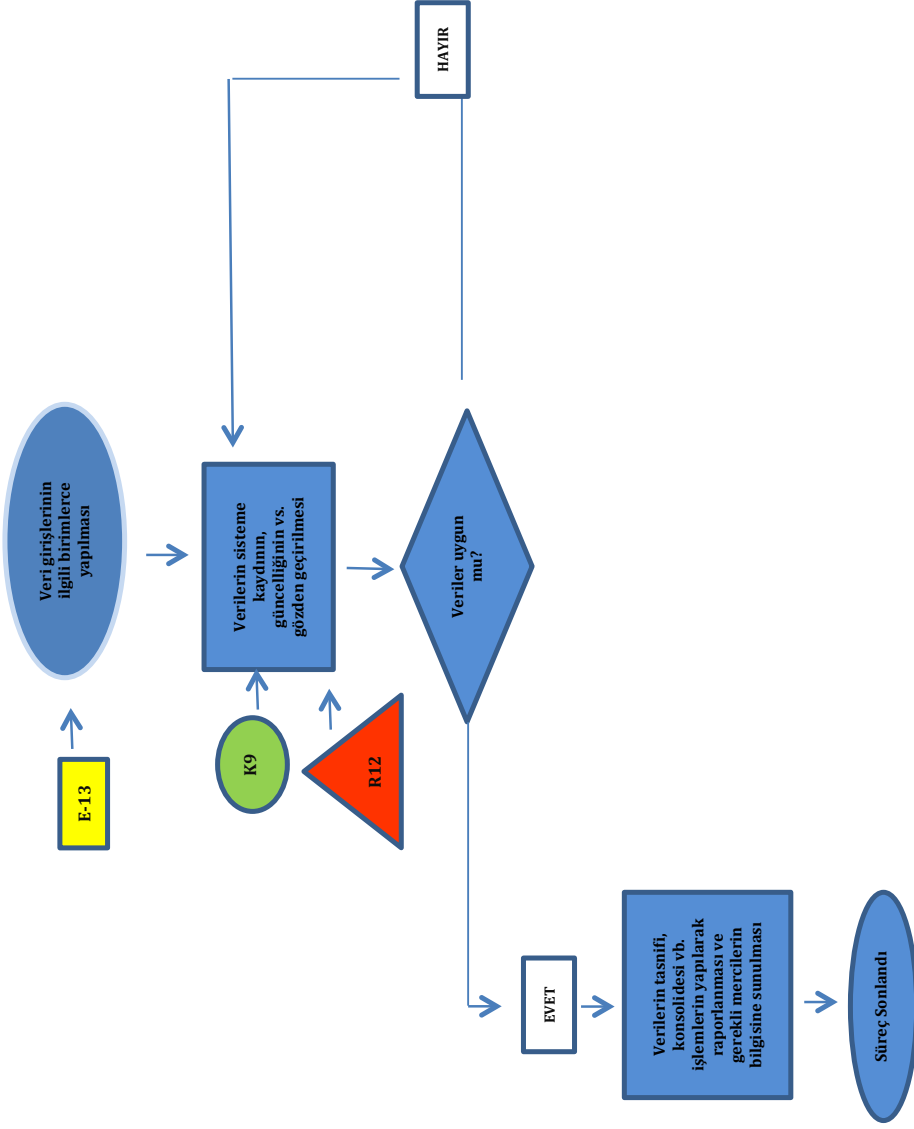 Veri girişlerinin
ilgili birimlerce
yapılması
E-13
Verilerin sisteme
kaydının,
güncelliğinin vs.
gözden geçirilmesi
K9
R12
Veriler uygun
mu?
HAYIR
EVET
Verilerin tasnifi,
konsolidesi vb.
işlemlerin yapılarak
raporlanması ve
gerekli mercilerin
bilgisine sunulması
Süreç Sonlandı